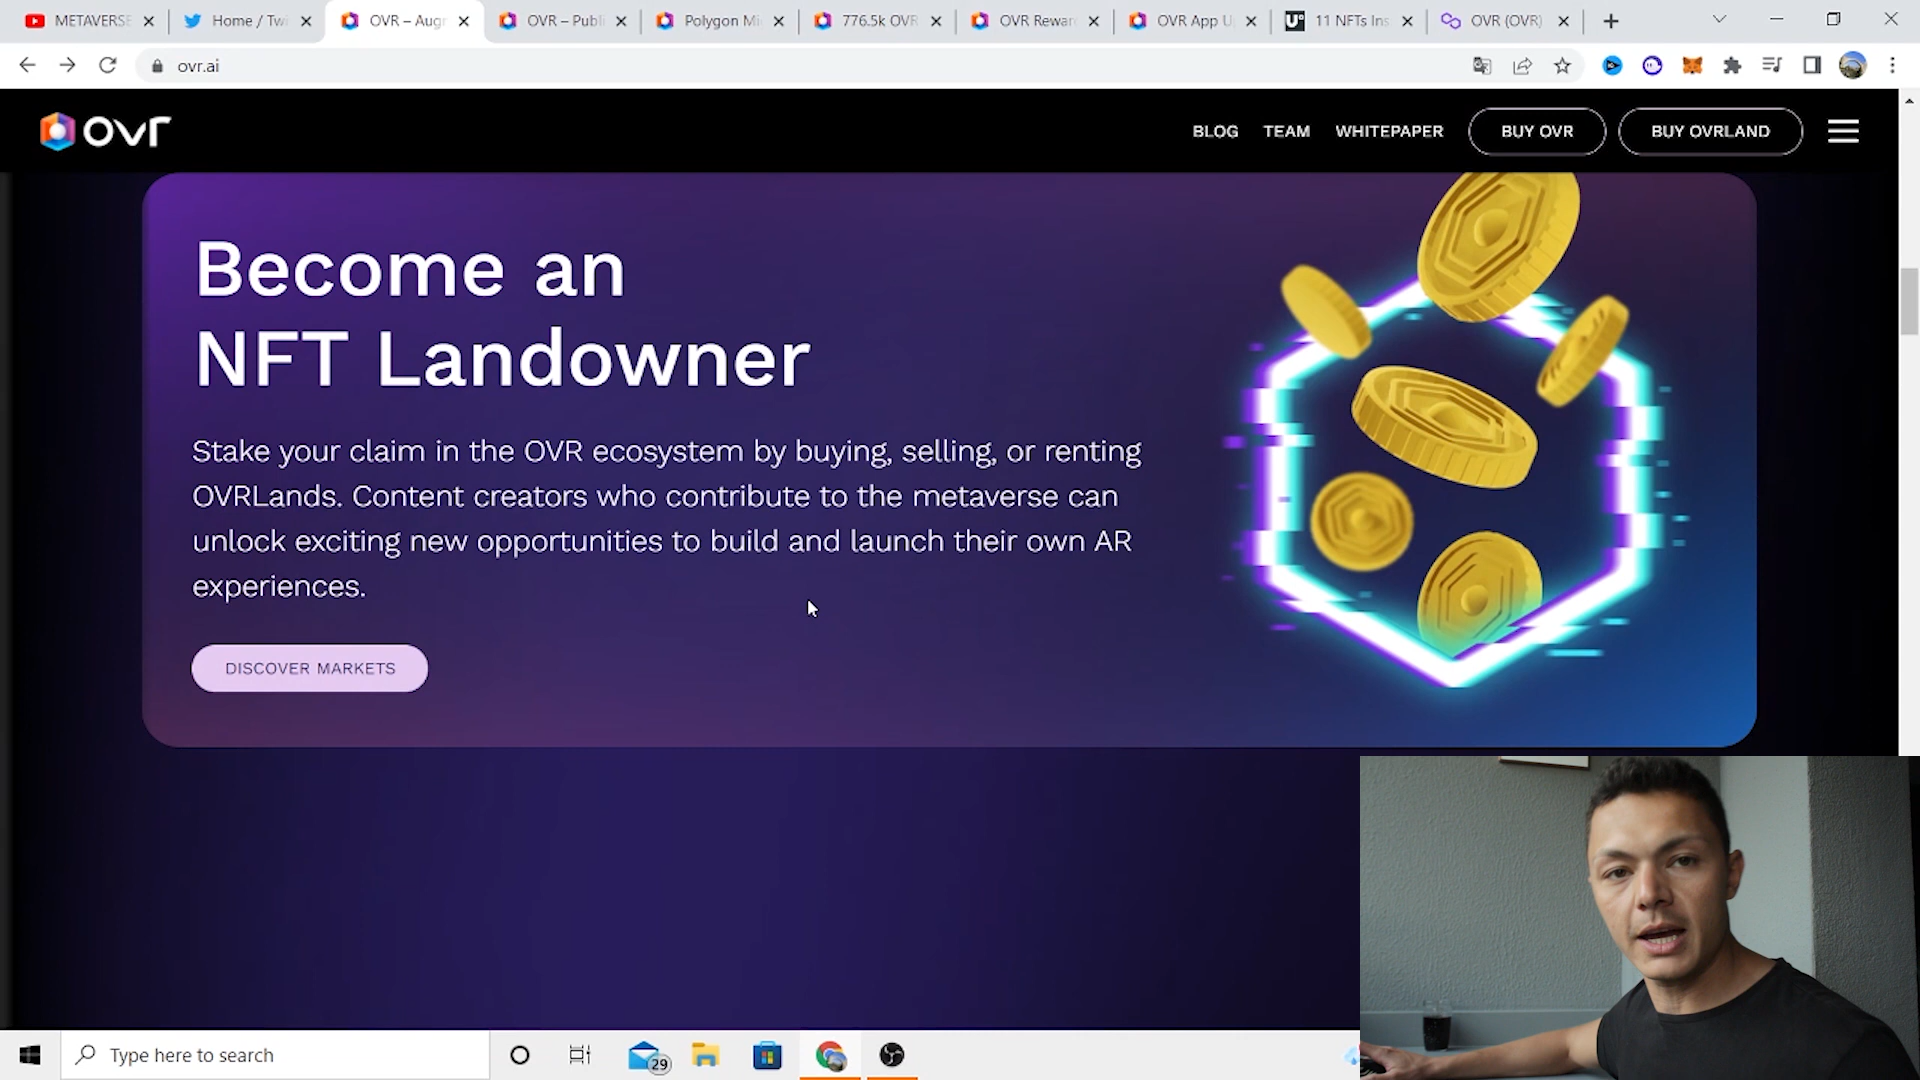 METAVERSE
Home / Twi
OVR – Aug
OVR – Publi
Polygon Mi
776.5k OVR
OVR Rewar
OVR App U
11 NFTs Ins
OVR (OVR)
ovr.ai
ovr
BLOG
TEAM
WHITEPAPER
BUY OVR
BUY OVRLAND
Become an
NFT Landowner
Stake your claim in the OVR ecosystem by buying, selling, or renting
OVRLands. Content creators who contribute to the metaverse can
unlock exciting new opportunities to build and launch their own AR
experiences.
DISCOVER MARKETS
Type here to search
29